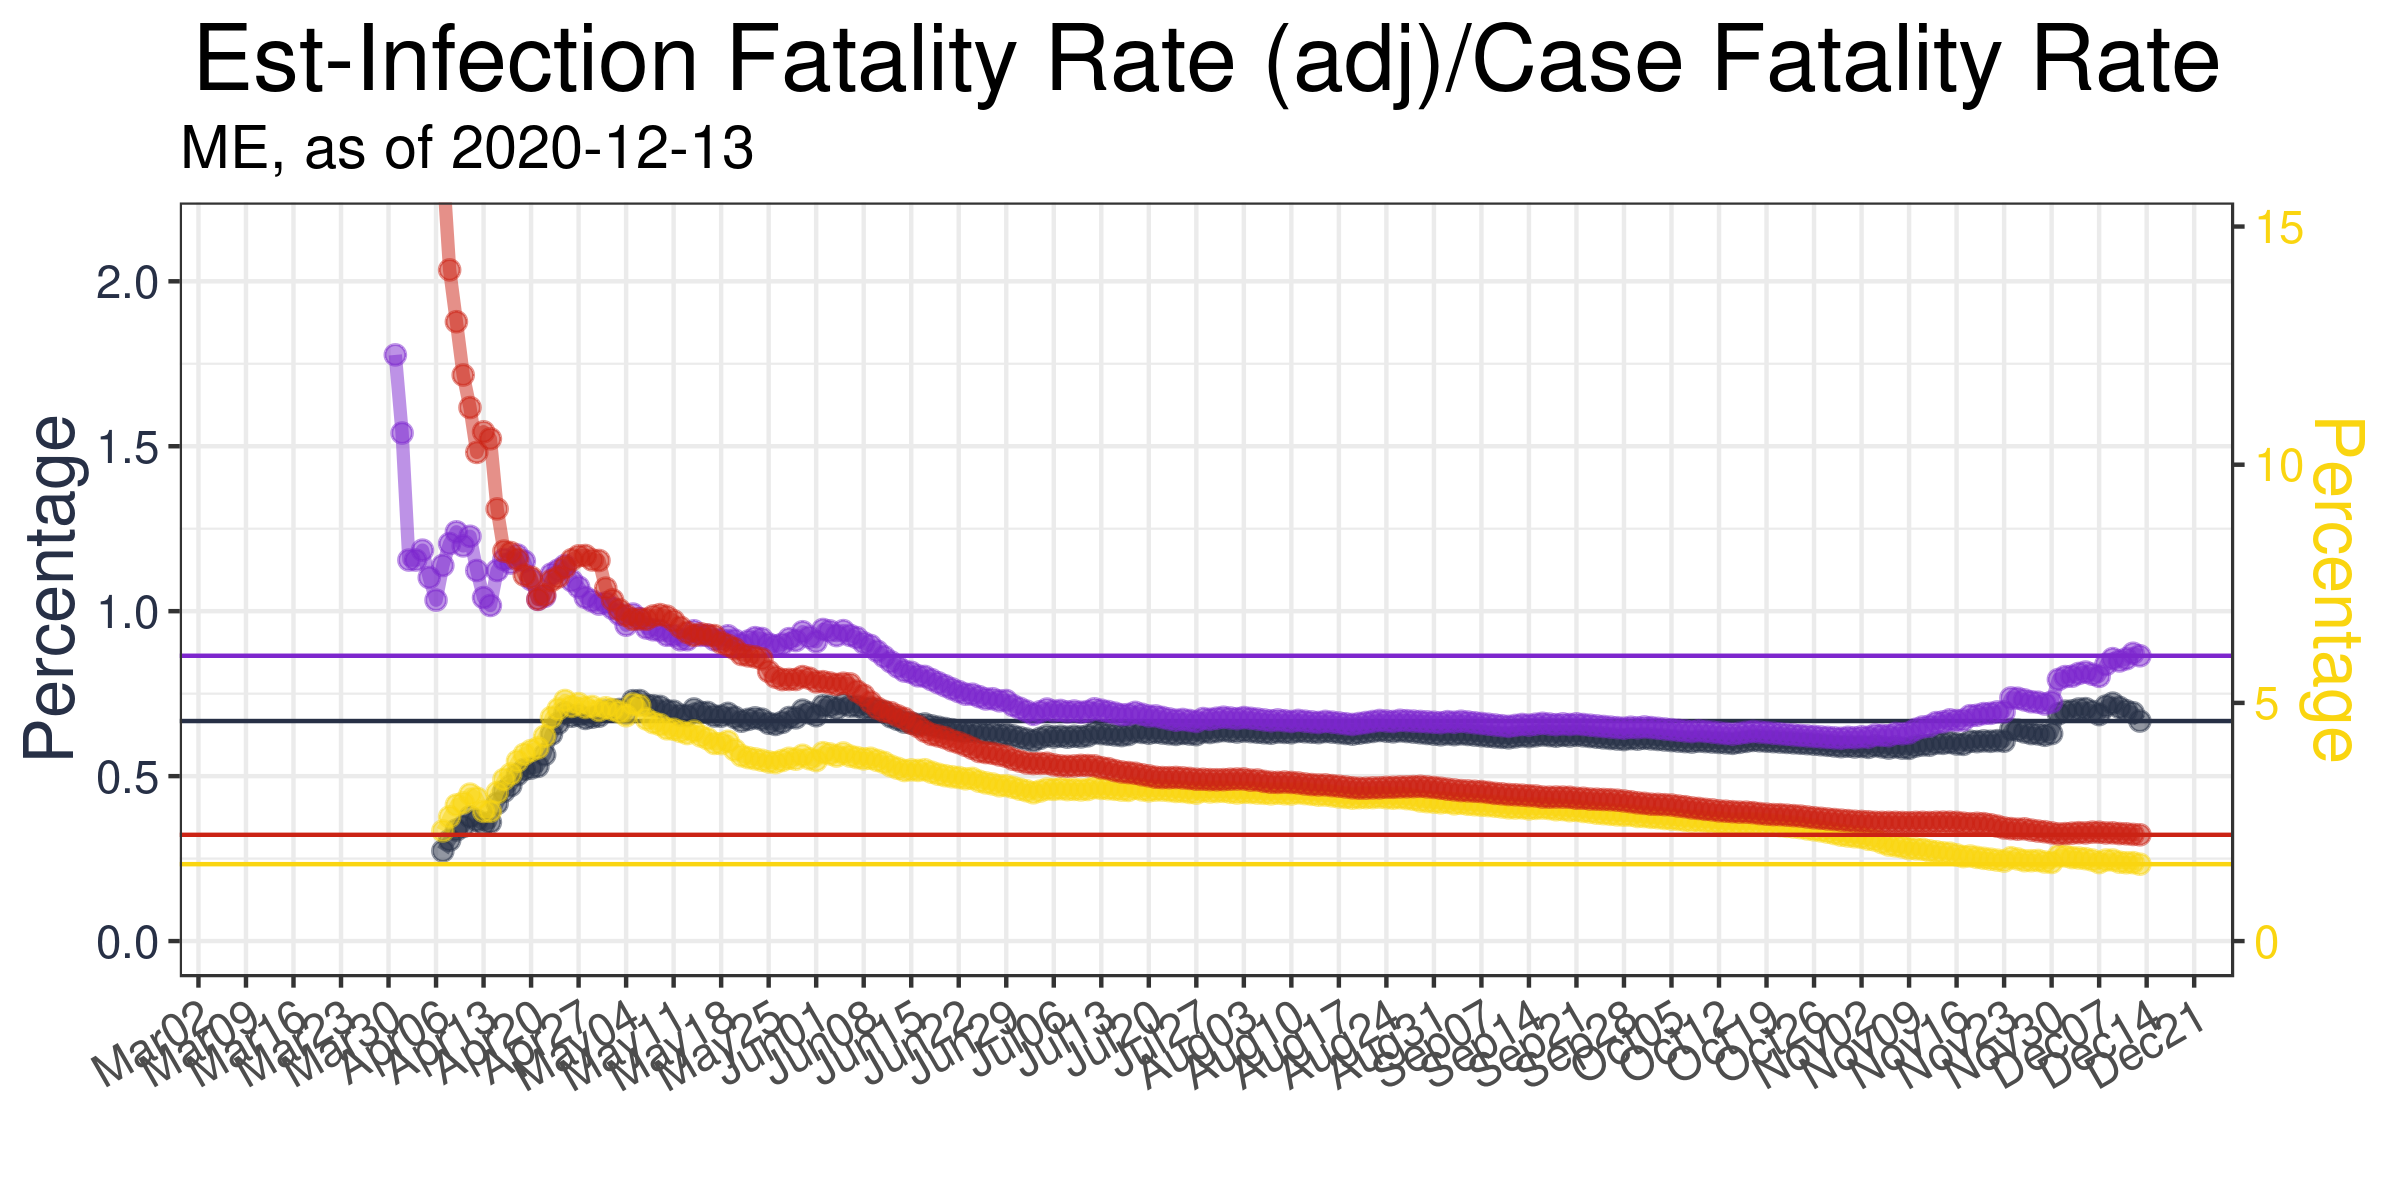 Est-Infection Fatality Rate (adj)/Case Fatality Rate
ME, as of 2020-12-13
Percentage
2.0
1.5
1.0
0.5
0.0
15
10
5
0
Percentage
Mar02
Mar09
Mar16
Mar23
Mar30
Apr06
Apr13
Apr20
Apr27
May04
May11
May18
May25
Jun01
Jun08
Jun15
Jun22
Jun29
Jul06
Jul13
Jul20
Jul27
Aug03
Aug10
Aug17
Aug24
Aug31
Sep07
Sep14
Sep21
Sep28
Oct05
Oct12
Oct19
Oct26
Nov02
Nov09
Nov16
Nov23
Nov30
Dec07
Dec14
Dec21